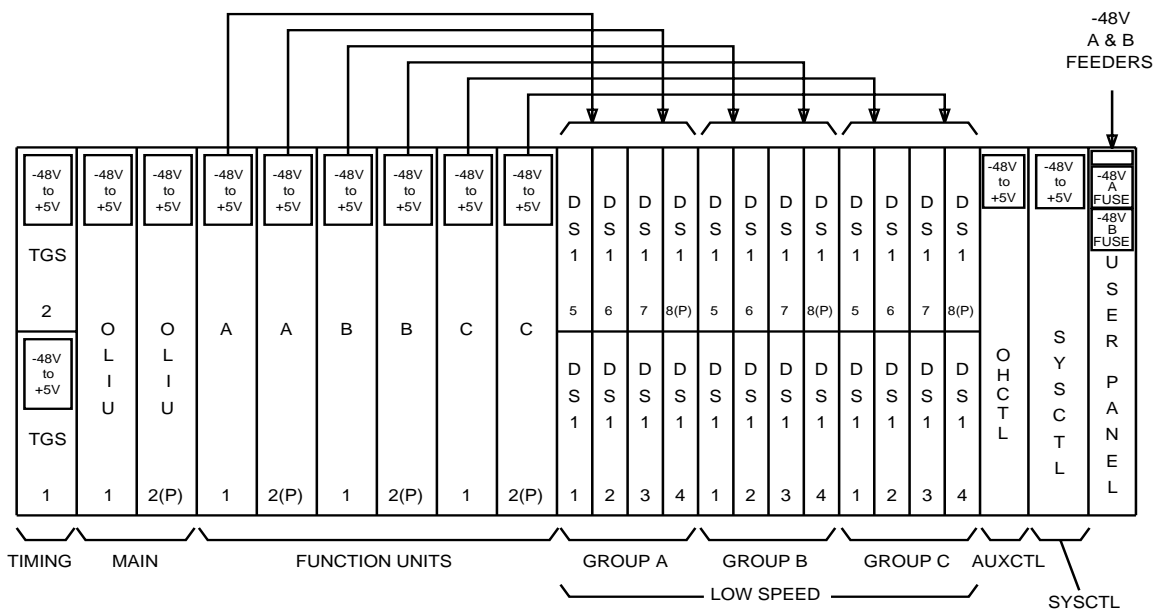 -48V
A & B
FEEDERS
-48V to +5V
-48V to +5V
-48V to +5V
-48V to +5V
-48V to +5V
-48V to +5V
-48V to +5V
-48V to +5V
-48V to +5V
-48V to +5V
-48V to +5V
-48V A FUSE
-48V B FUSE
TGS 2
-48V to +5V
TGS 1
OLIU 1
OLIU 2(P)
A 1
A 2(P)
B 1
B 2(P)
C 1
C 2(P)
DS1 5
DS1 6
DS1 7
DS1 8(P)
DS1 5
DS1 6
DS1 7
DS1 8(P)
DS1 5
DS1 6
DS1 7
DS1 8(P)
DS1 1
DS1 2
DS1 3
DS1 4
DS1 1
DS1 2
DS1 3
DS1 4
DS1 1
DS1 2
DS1 3
DS1 4
OHCTL
SYSCTL
USER PANEL
TIMING
MAIN
FUNCTION UNITS
GROUP A
GROUP B
GROUP C
AUXCTL
LOW SPEED
SYSCTL